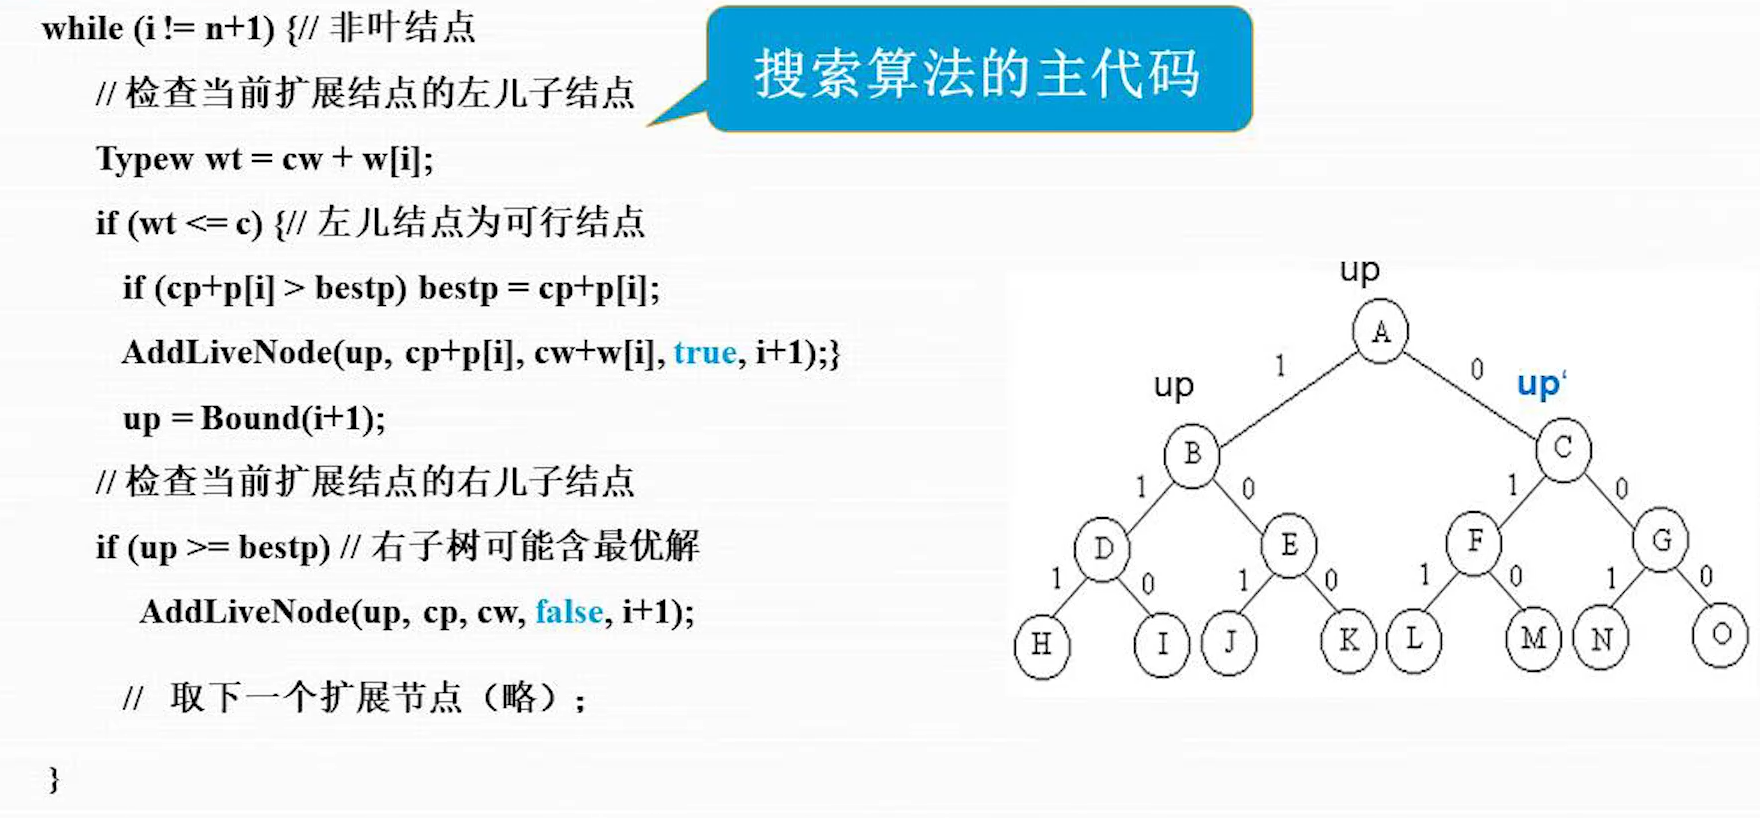 while (i != n+1) {// 非叶结点
// 检查当前扩展结点的左儿子结点
Typew wt = cw + w[i];
if (wt <= c) {// 左儿结点为可行结点
if (cp+p[i] > bestp) bestp = cp+p[i];
AddLiveNode(up, cp+p[i], cw+w[i], true, i+1);}
up = Bound(i+1);
// 检查当前扩展结点的右儿子结点
if (up >= bestp) // 右子树可能含最优解
AddLiveNode(up, cp, cw, false, i+1);
// 取下一个扩展节点（略）；
}
搜索算法的主代码
up
A
1 0
up up‘
B C
1 0 1 0
D E F G
1 0 1 0 1 0 1 0
H I J K L M N O